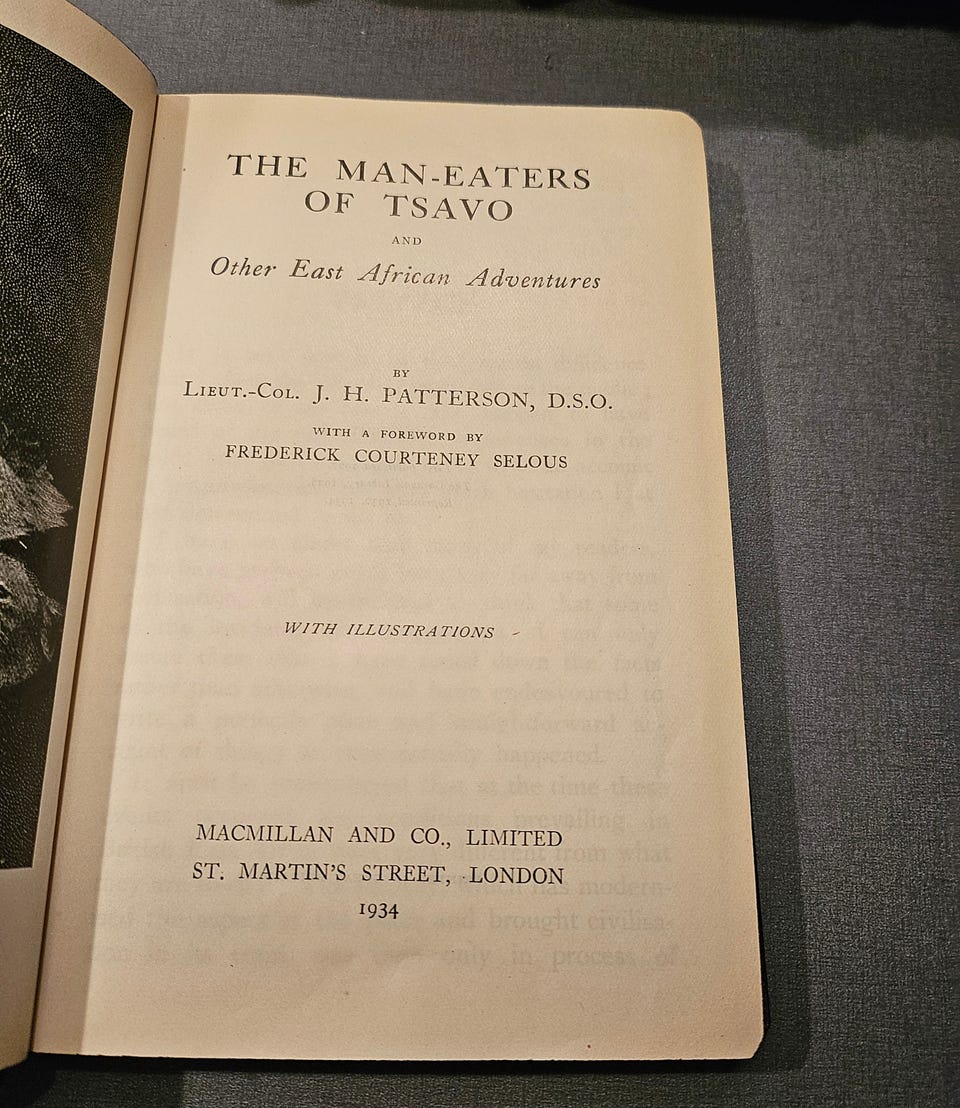 THE MAN-EATERS
OF TSAVO
AND
Other East African Adventures
BY
LIEUT.-COL. J. H. PATTERSON, D.S.O.
WITH A FOREWORD BY
FREDERICK COURTENEY SELOUS
WITH ILLUSTRATIONS
MACMILLAN AND CO., LIMITED
ST. MARTIN'S STREET, LONDON
1934